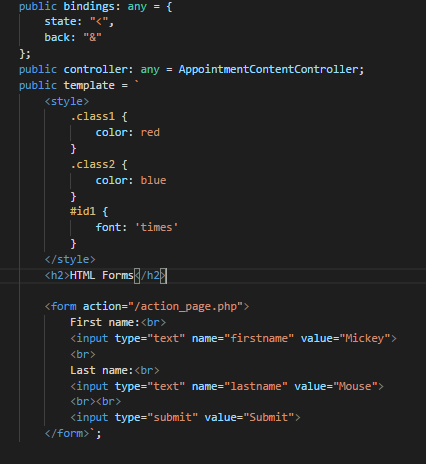 public bindings: any = {
    state: "<",
    back: "&"
};
public controller: any = AppointmentContentController;
public template = `
    <style>
        .class1 {
            color: red
        }
        .class2 {
            color: blue
        }
        #id1 {
            font: 'times'
        }
    </style>
    <h2>HTML Forms</h2>

    <form action="/action_page.php">
        First name:<br>
        <input type="text" name="firstname" value="Mickey">
        <br>
        Last name:<br>
        <input type="text" name="lastname" value="Mouse">
        <br><br>
        <input type="submit" value="Submit">
    </form>`;